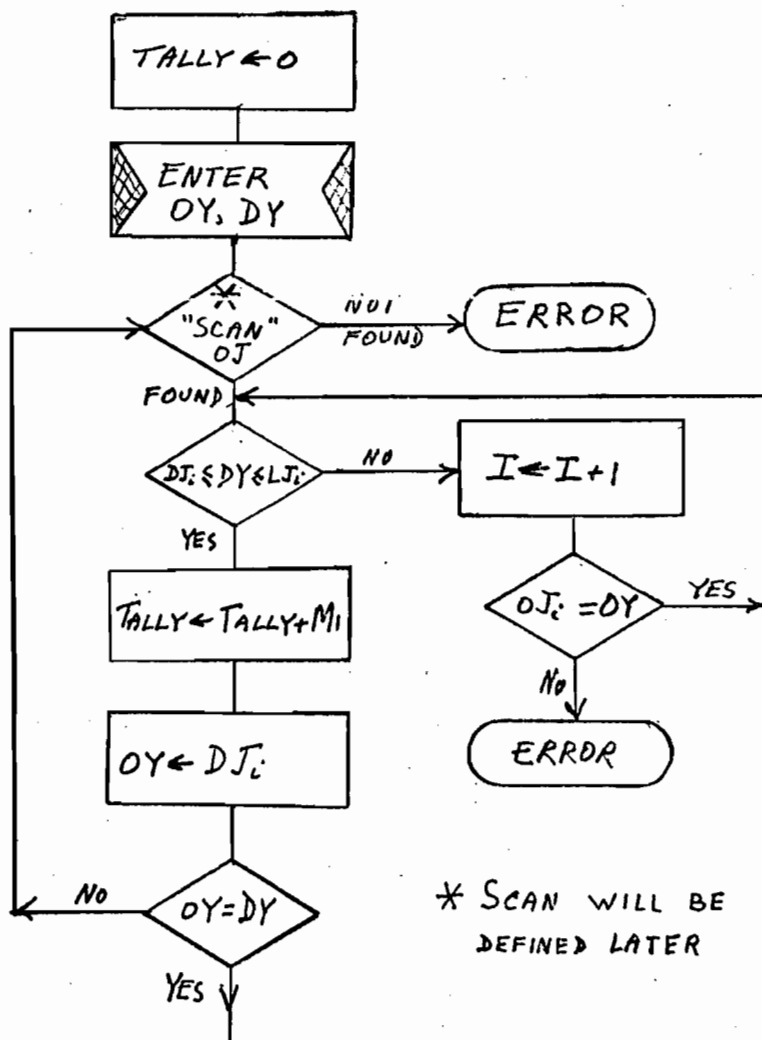 TALLY ← 0
ENTER
OY, DY
*
"SCAN"
OJ
NOT
FOUND
ERROR
FOUND
DJi ≤ DY ≤ LJi
NO
I ← I + 1
YES
OJi = OY
YES
TALLY ← TALLY + MI
NO
OY ← DJi
ERROR
OY = DY
NO
* SCAN WILL BE
DEFINED LATER
YES